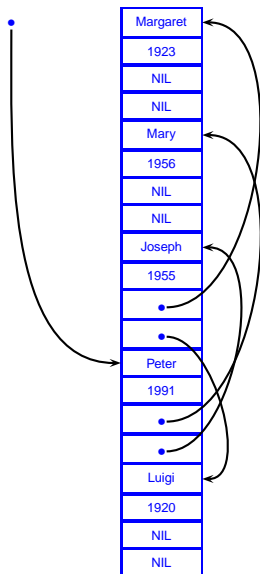 Margaret
1923
NIL
NIL
Mary
1956
NIL
NIL
Joseph
1955
Peter
1991
Luigi
1920
NIL
NIL